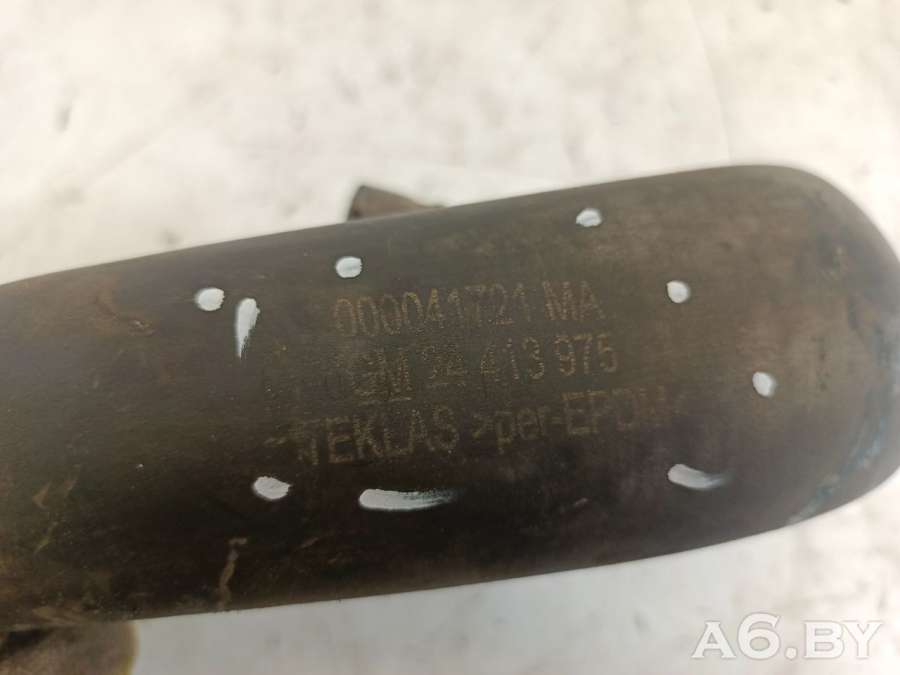 000041721 MA
GM 24 413 975
TEKLAS >per-EPDM<
A6.BY